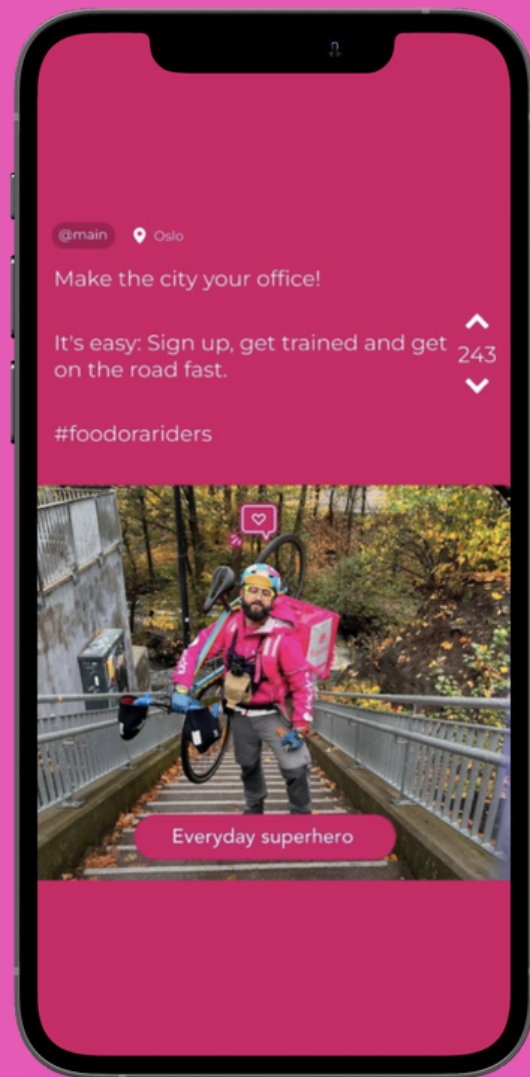 @main Oslo
Make the city your office!
It's easy: Sign up, get trained and get
on the road fast.
243
#foodorariders
Everyday superhero